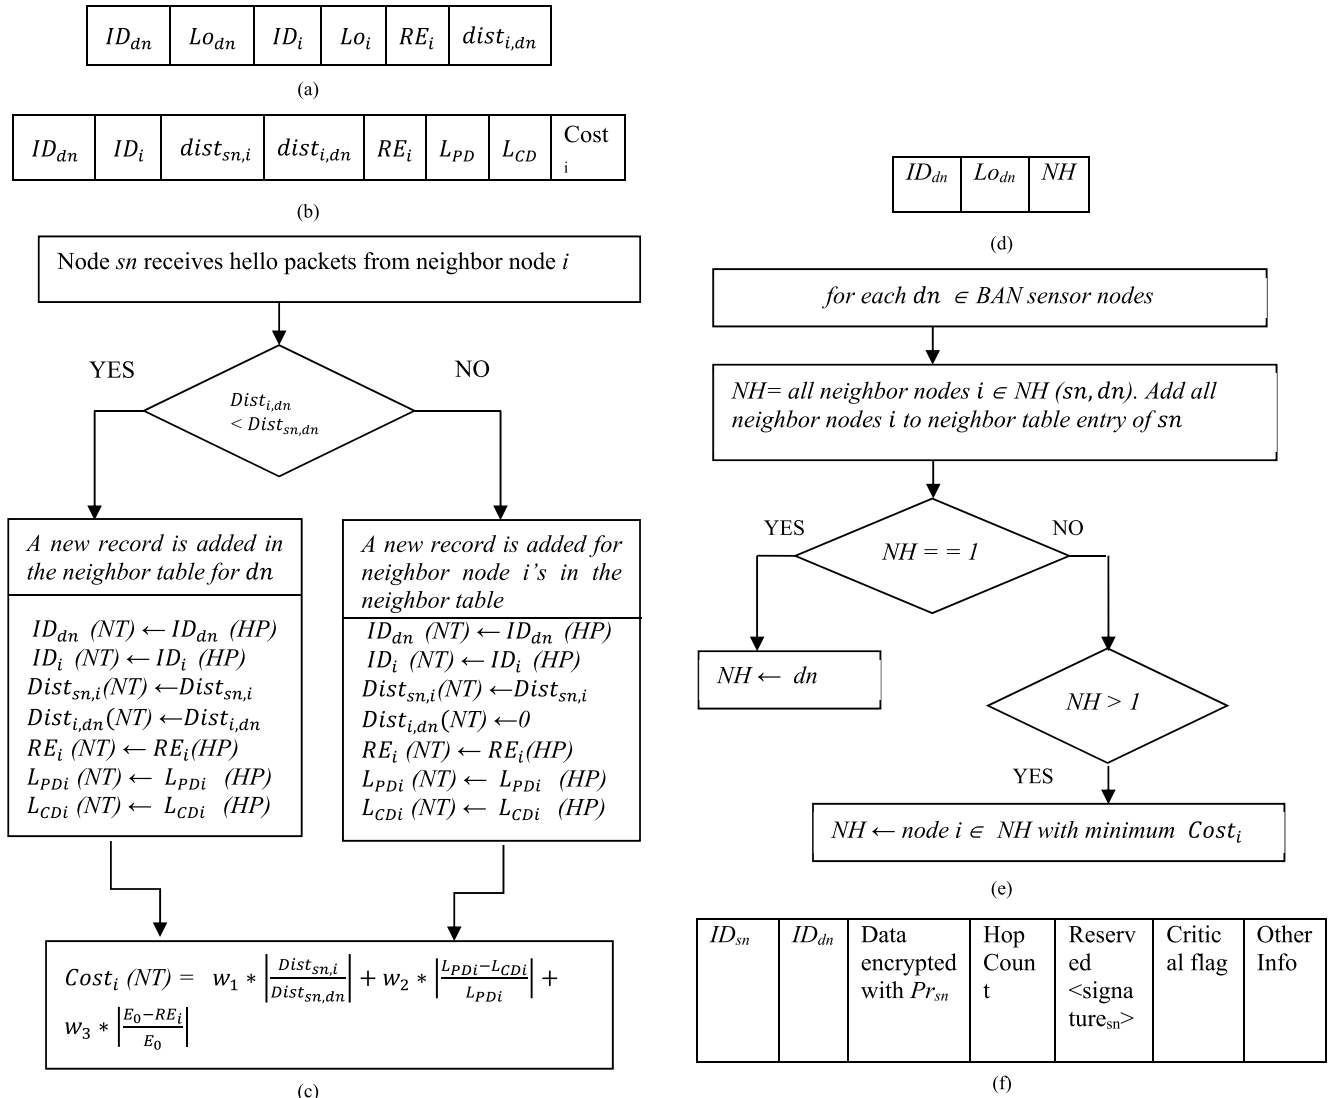 ID_dn Lo_dn ID_i Lo_i RE_i dist_i,dn
(a)
ID_dn ID_i dist_sn,i dist_i,dn RE_i L_PD L_CD Cost
i
(b)
Node sn receives hello packets from neighbor node i
YES
NO
Dist_i,dn
< Dist_sn,dn
A new record is added in
the neighbor table for dn
ID_dn (NT) ← ID_dn (HP)
ID_i (NT) ← ID_i (HP)
Dist_sn,i(NT) ←Dist_sn,i
Dist_i,dn(NT) ←Dist_i,dn
RE_i (NT) ← RE_i(HP)
L_PDi (NT) ← L_PDi (HP)
L_CDi (NT) ← L_CDi (HP)
A new record is added for
neighbor node i's in the
neighbor table
ID_dn (NT) ← ID_dn (HP)
ID_i (NT) ← ID_i (HP)
Dist_sn,i(NT) ←Dist_sn,i
Dist_i,dn(NT) ←0
RE_i (NT) ← RE_i(HP)
L_PDi (NT) ← L_PDi (HP)
L_CDi (NT) ← L_CDi (HP)
Cost_i (NT) = w_1 * |Dist_sn,i / Dist_sn,dn| + w_2 * |L_PDi−L_CDi / L_PDi| +
w_3 * |E_0−RE_i / E_0|
(c)
ID_dn Lo_dn NH
(d)
for each dn ∈ BAN sensor nodes
NH= all neighbor nodes i ∈ NH (sn, dn). Add all
neighbor nodes i to neighbor table entry of sn
YES
NO
NH = = 1
NH ← dn
NH > 1
YES
NH ← node i ∈ NH with minimum Cost_i
(e)
ID_sn ID_dn Data Hop Reserv Critic Other
encrypted Coun ed al flag Info
with Pr_sn t <signa
ture_sn>
(f)